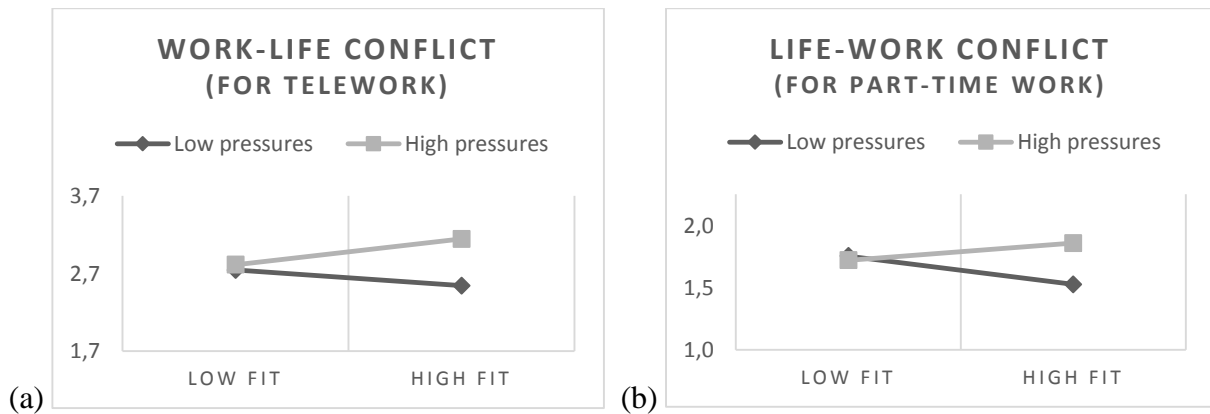 WORK-LIFE CONFLICT
(FOR TELEWORK)
Low pressures High pressures
3,7
2,7
1,7
LOW FIT HIGH FIT
(a)
LIFE-WORK CONFLICT
(FOR PART-TIME WORK)
Low pressures High pressures
2,0
1,5
1,0
LOW FIT HIGH FIT
(b)